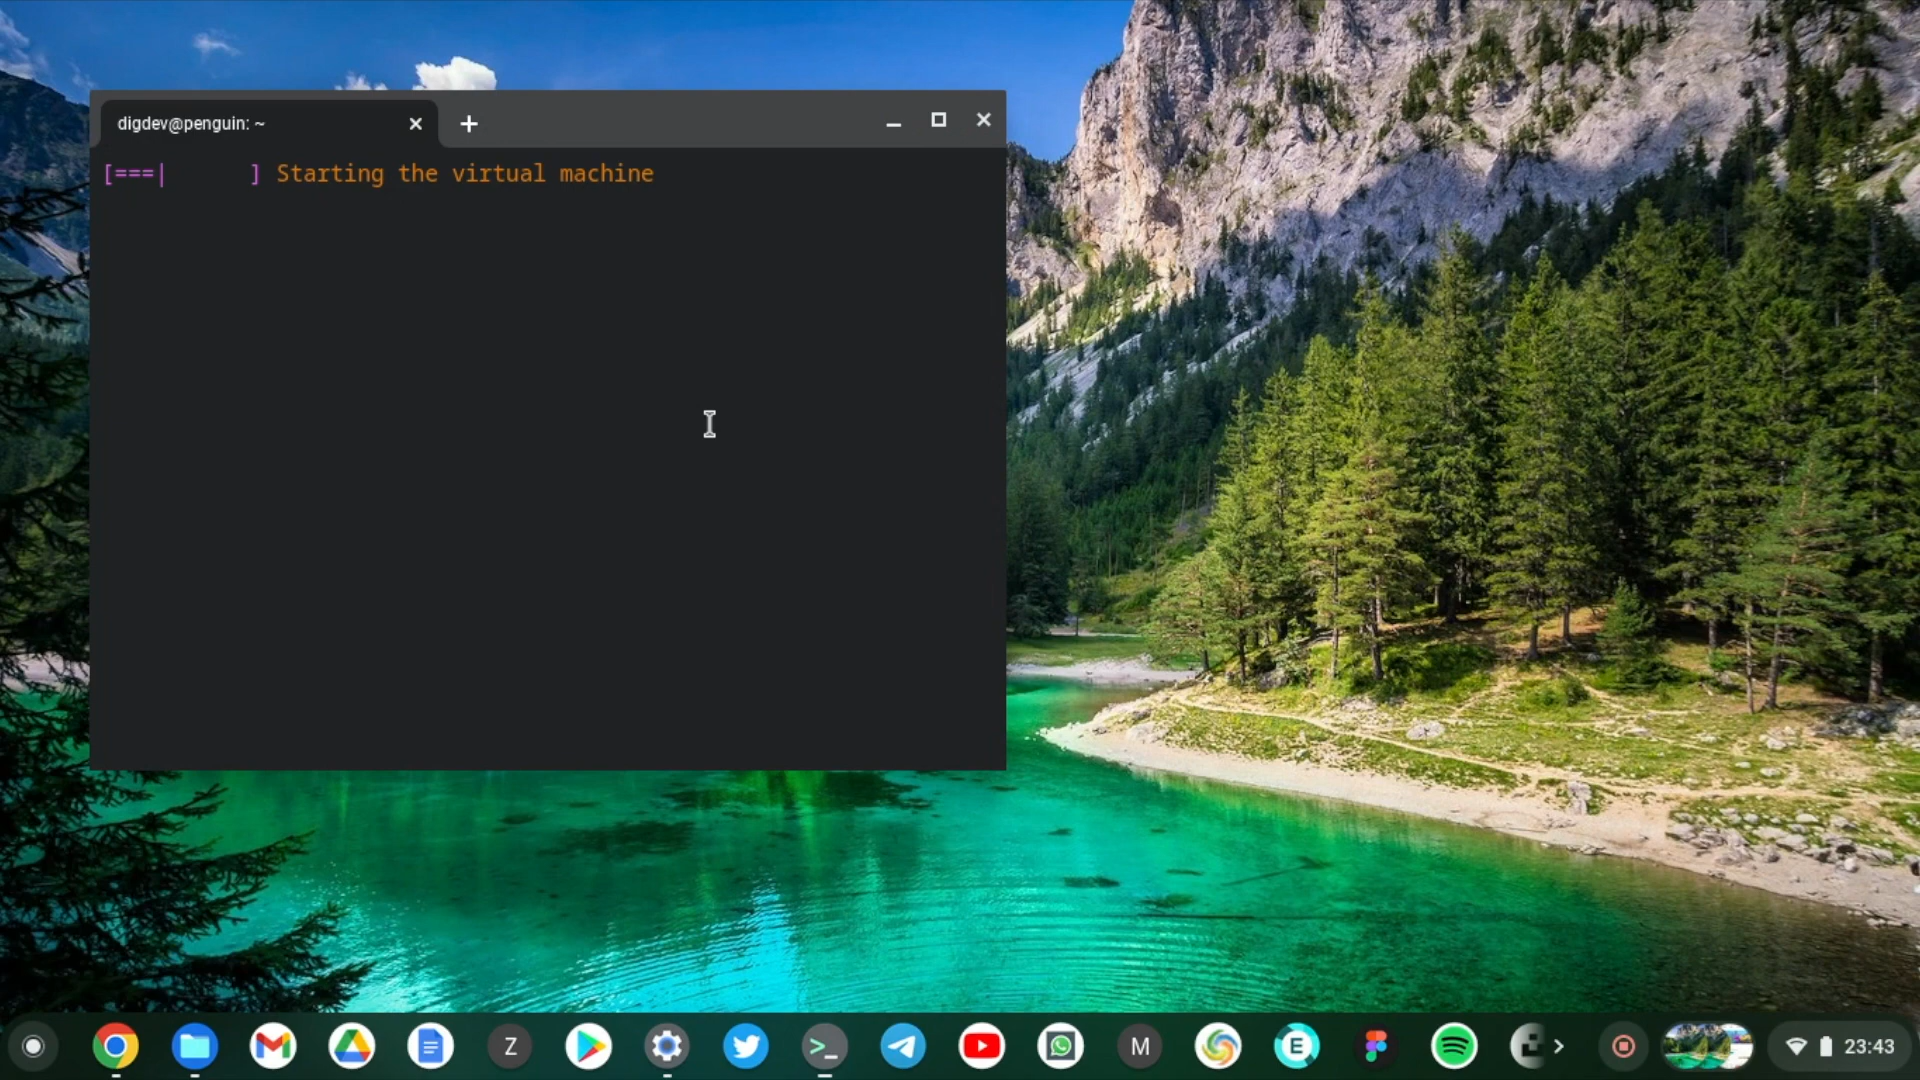 digdev@penguin: ~
[===|      ] Starting the virtual machine
Z
M
E
23:43